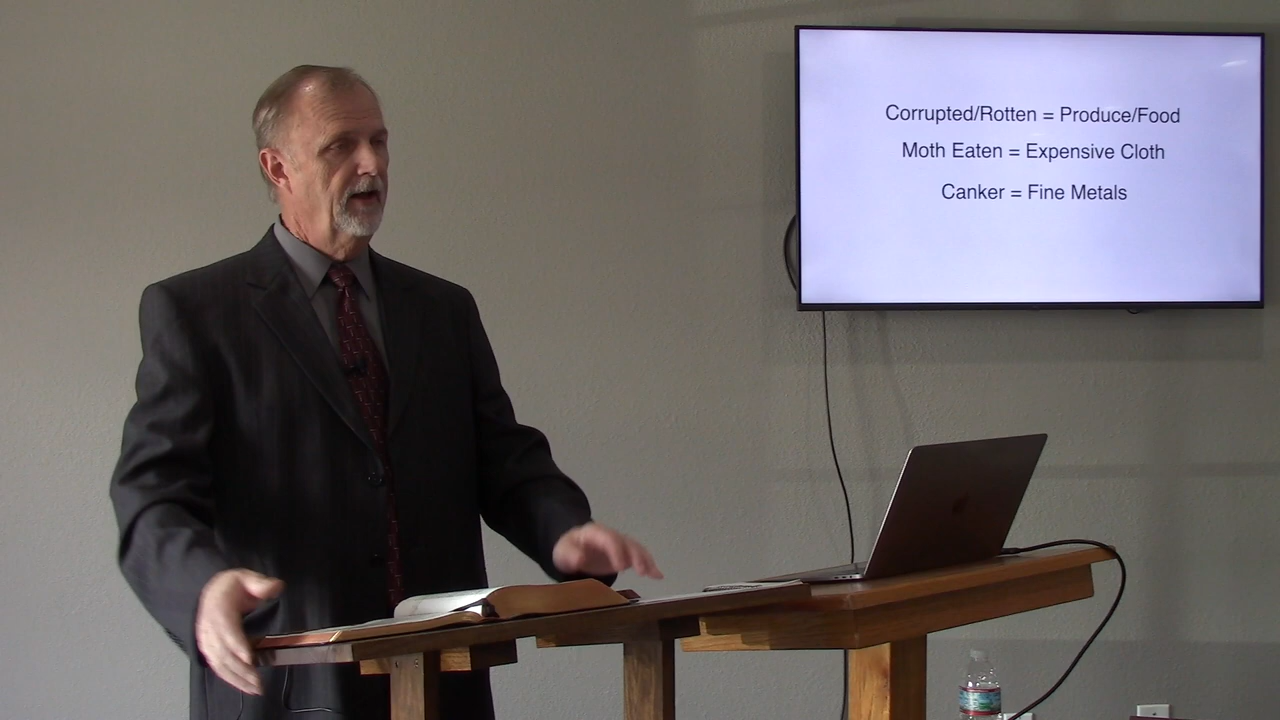 Corrupted/Rotten = Produce/Food
Moth Eaten = Expensive Cloth
Canker = Fine Metals